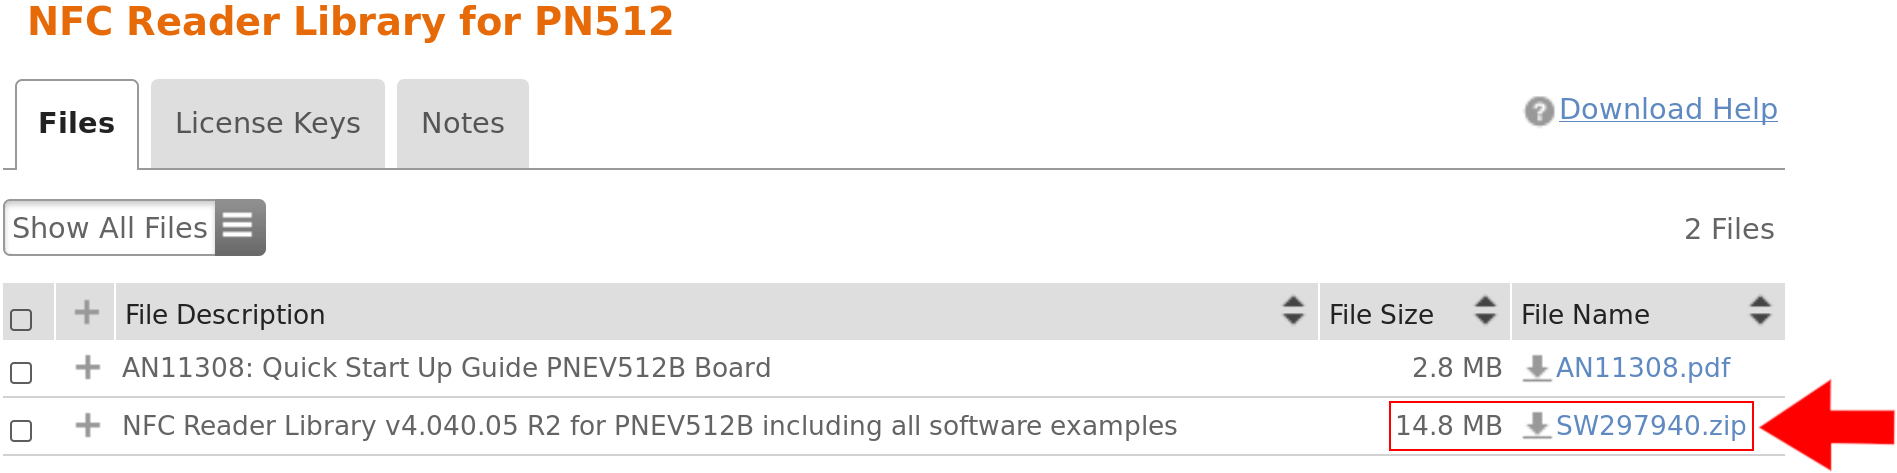 NFC Reader Library for PN512
Files License Keys Notes
? Download Help
Show All Files
2 Files
File Description File Size File Name
AN11308: Quick Start Up Guide PNEV512B Board 2.8 MB AN11308.pdf
NFC Reader Library v4.040.05 R2 for PNEV512B including all software examples 14.8 MB SW297940.zip